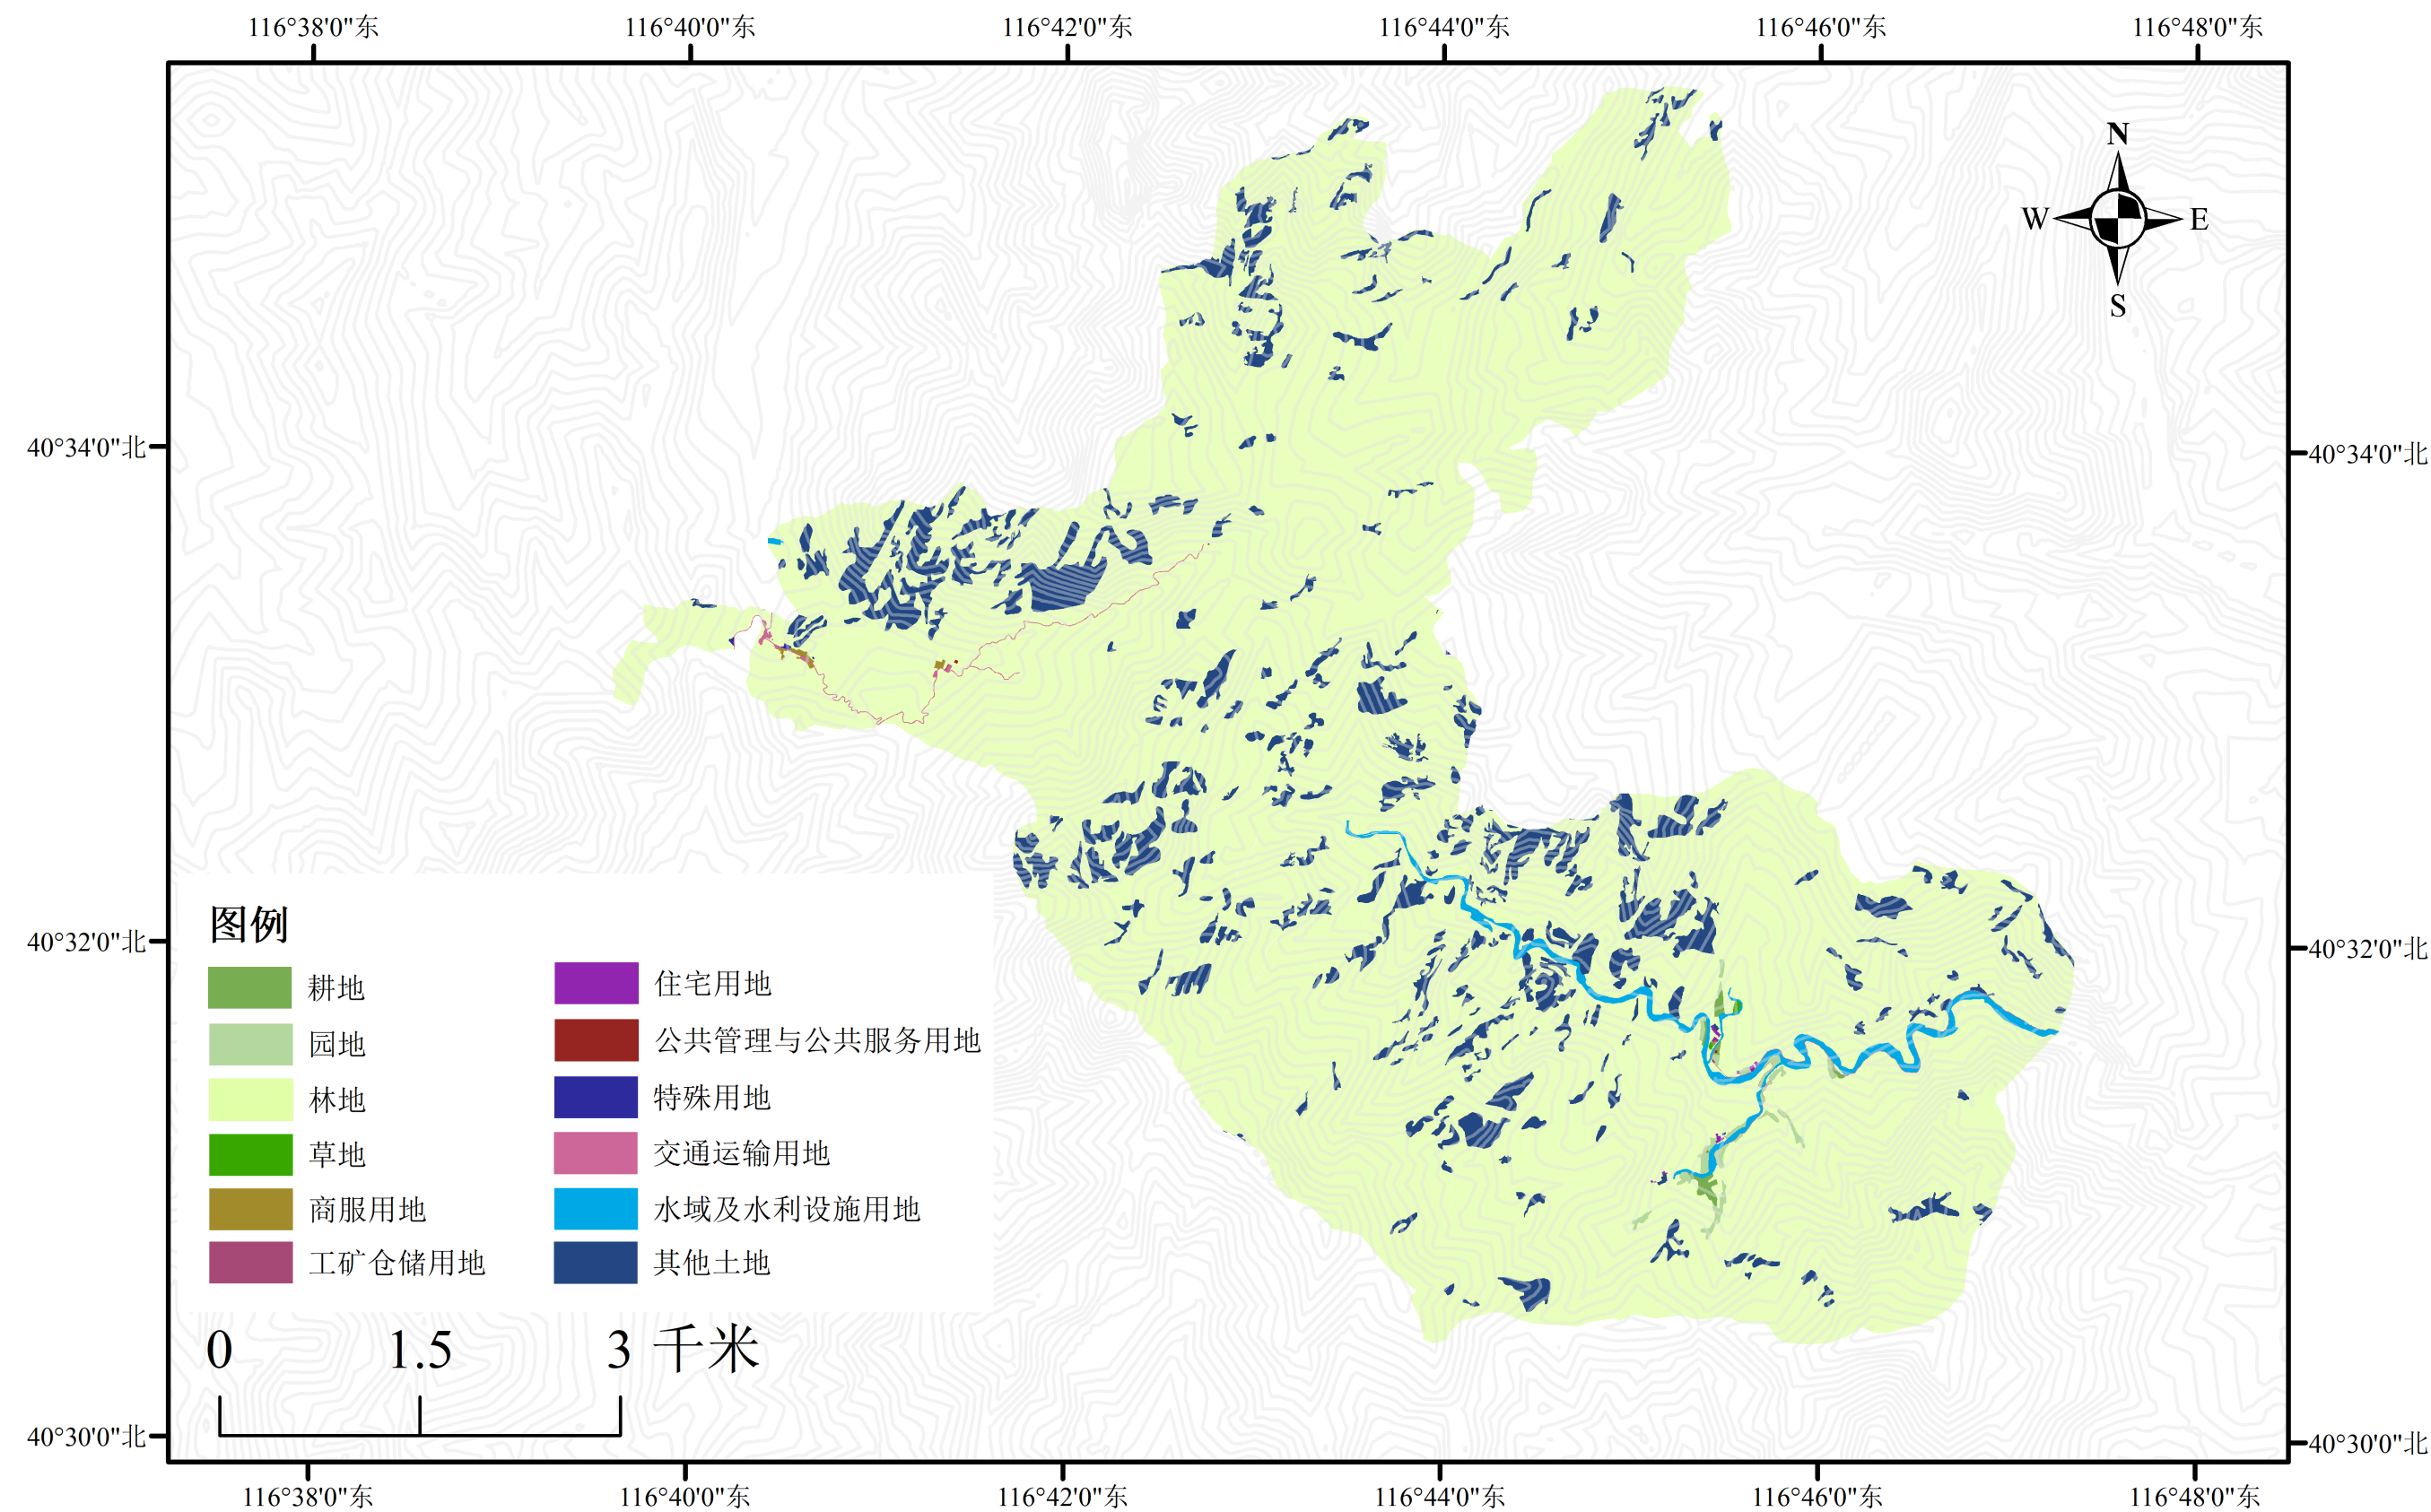 116°38'0"东 116°40'0"东 116°42'0"东 116°44'0"东 116°46'0"东 116°48'0"东
N
W E
S
40°34'0"北 40°34'0"北
40°32'0"北 40°32'0"北
40°30'0"北 40°30'0"北
图例
耕地
园地
林地
草地
商服用地
工矿仓储用地
住宅用地
公共管理与公共服务用地
特殊用地
交通运输用地
水域及水利设施用地
其他土地
0 1.5 3 千米
116°38'0"东 116°40'0"东 116°42'0"东 116°44'0"东 116°46'0"东 116°48'0"东